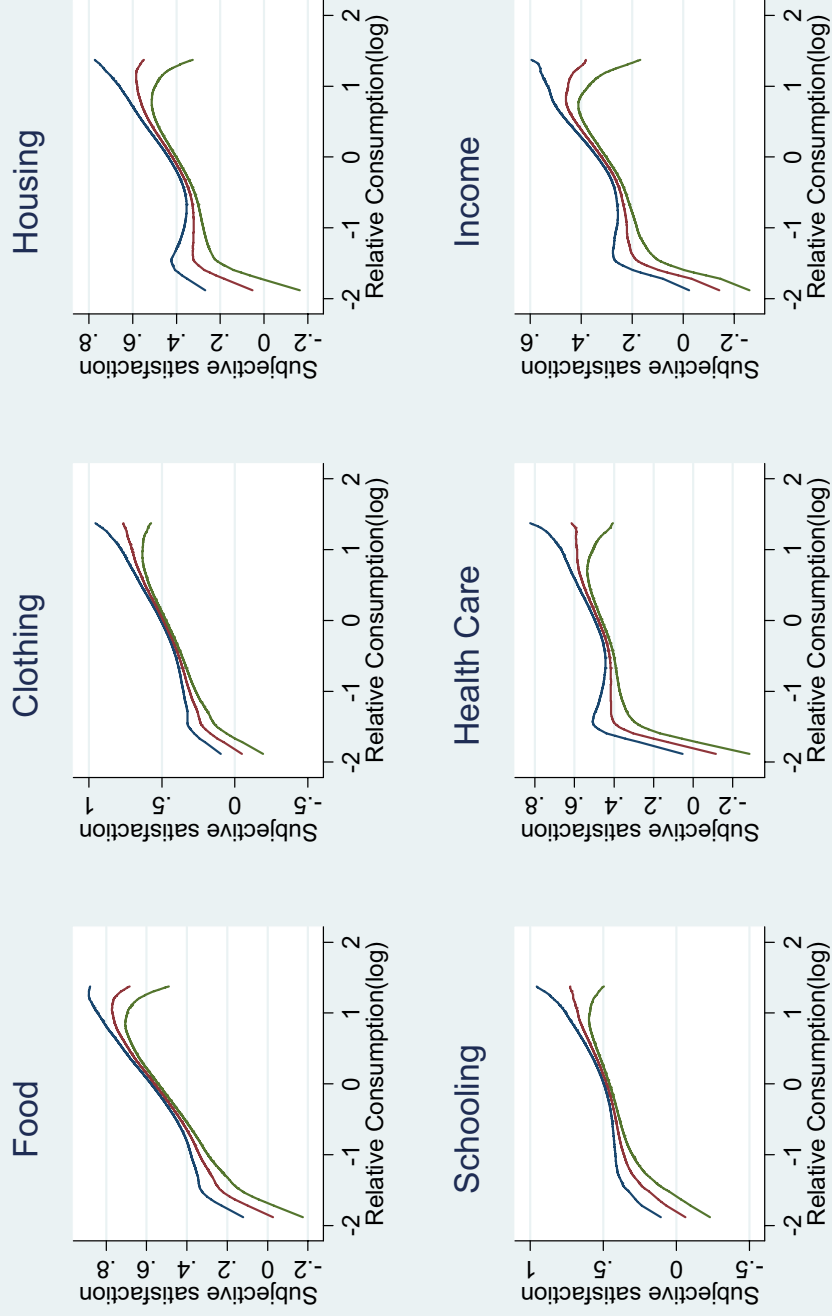 Food
Subjective satisfaction
.8
.6
.4
.2
0
-.2
-2 -1 0 1 2
Relative Consumption(log)
Clothing
Subjective satisfaction
1
.5
0
-.5
-2 -1 0 1 2
Relative Consumption(log)
Housing
Subjective satisfaction
.8
.6
.4
.2
0
-.2
-2 -1 0 1 2
Relative Consumption(log)
Schooling
Subjective satisfaction
1
.5
0
-.5
-2 -1 0 1 2
Relative Consumption(log)
Health Care
Subjective satisfaction
.8
.6
.4
.2
0
-.2
-2 -1 0 1 2
Relative Consumption(log)
Income
Subjective satisfaction
.6
.4
.2
0
-.2
-2 -1 0 1 2
Relative Consumption(log)